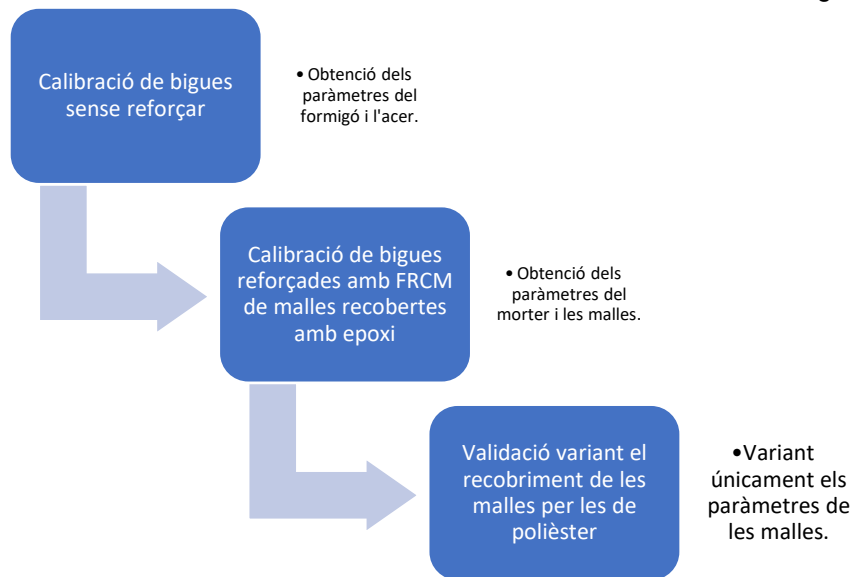 g
Calibració de bigues
sense reforçar
• Obtenció dels
paràmetres del
formigó i l'acer.
Calibració de bigues
reforçades amb FRCM
de malles recobertes
amb epoxi
• Obtenció dels
paràmetres del
morter i les malles.
Validació variant el
recobriment de les
malles per les de
polièster
•Variant
únicament els
paràmetres de
les malles.